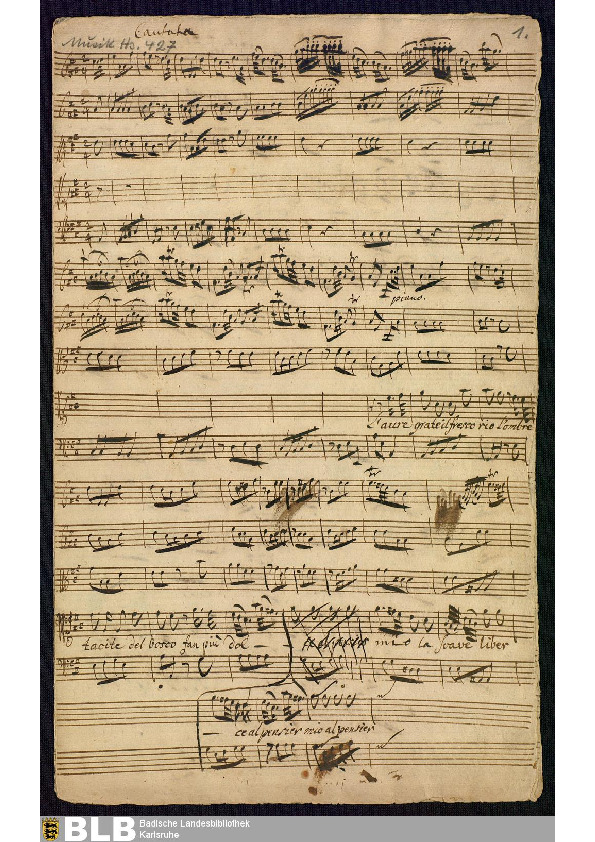 Cantata
1.
Musik Hs. 427
piano.
L'aure grate il fresco rio l'ombre
tacite del bosco fan più dol
mio la soave liber
ce al pensier mio al pensier
BLB Badische Landesbibliothek
Karlsruhe